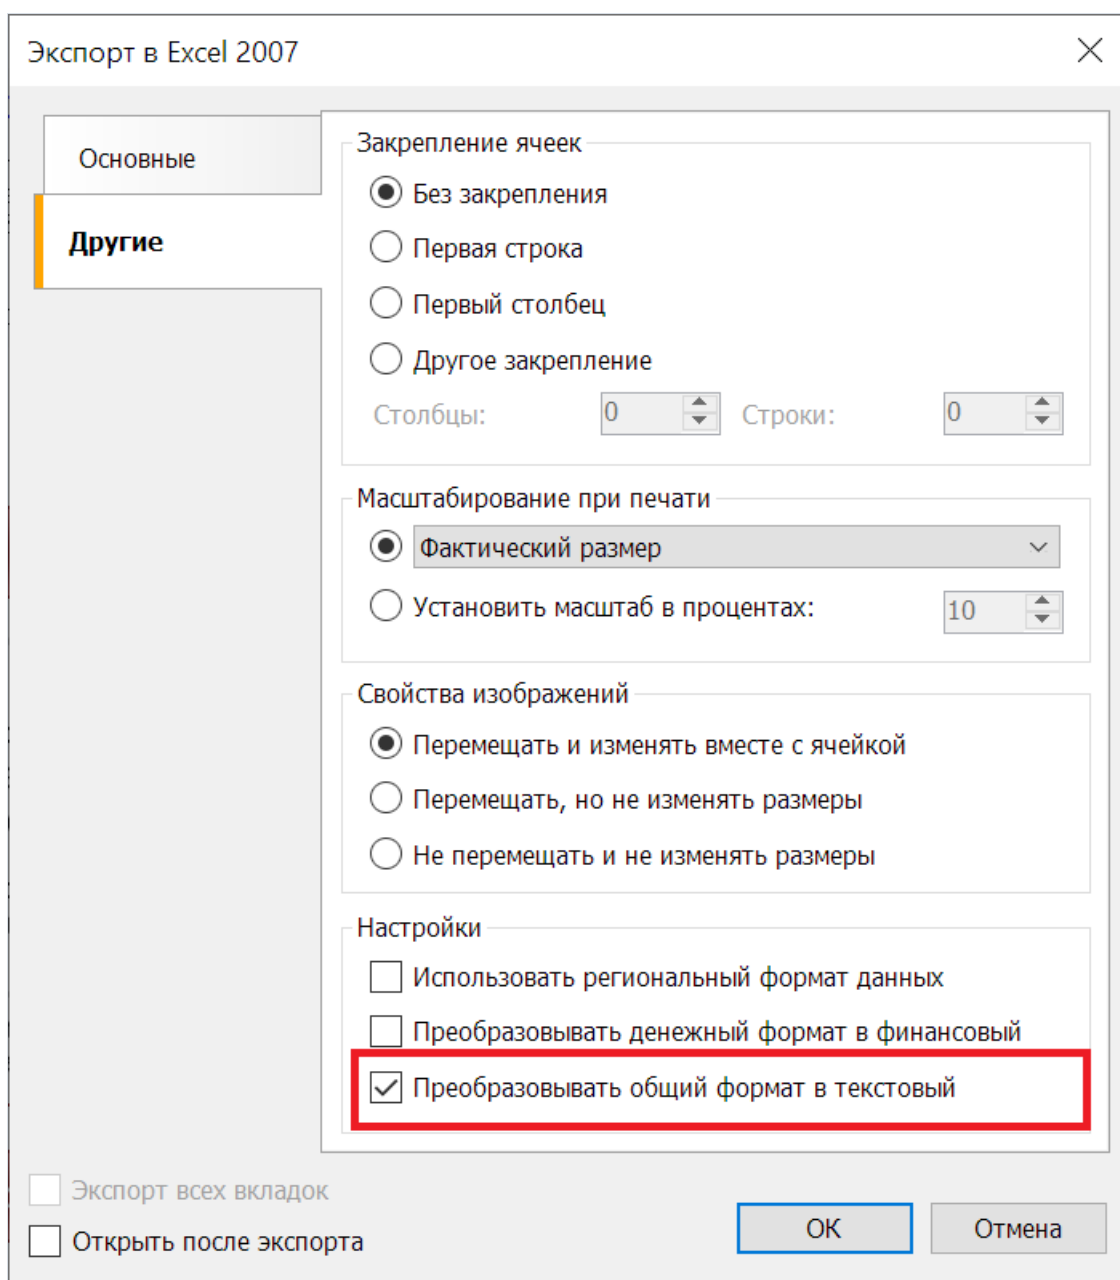 Экспорт в Excel 2007
Основные
Другие
Закрепление ячеек
Без закрепления
Первая строка
Первый столбец
Другое закрепление
Столбцы: 0 Строки: 0
Масштабирование при печати
Фактический размер
Установить масштаб в процентах: 10
Свойства изображений
Перемещать и изменять вместе с ячейкой
Перемещать, но не изменять размеры
Не перемещать и не изменять размеры
Настройки
Использовать региональный формат данных
Преобразовывать денежный формат в финансовый
Преобразовывать общий формат в текстовый
Экспорт всех вкладок
Открыть после экспорта
ОК Отмена